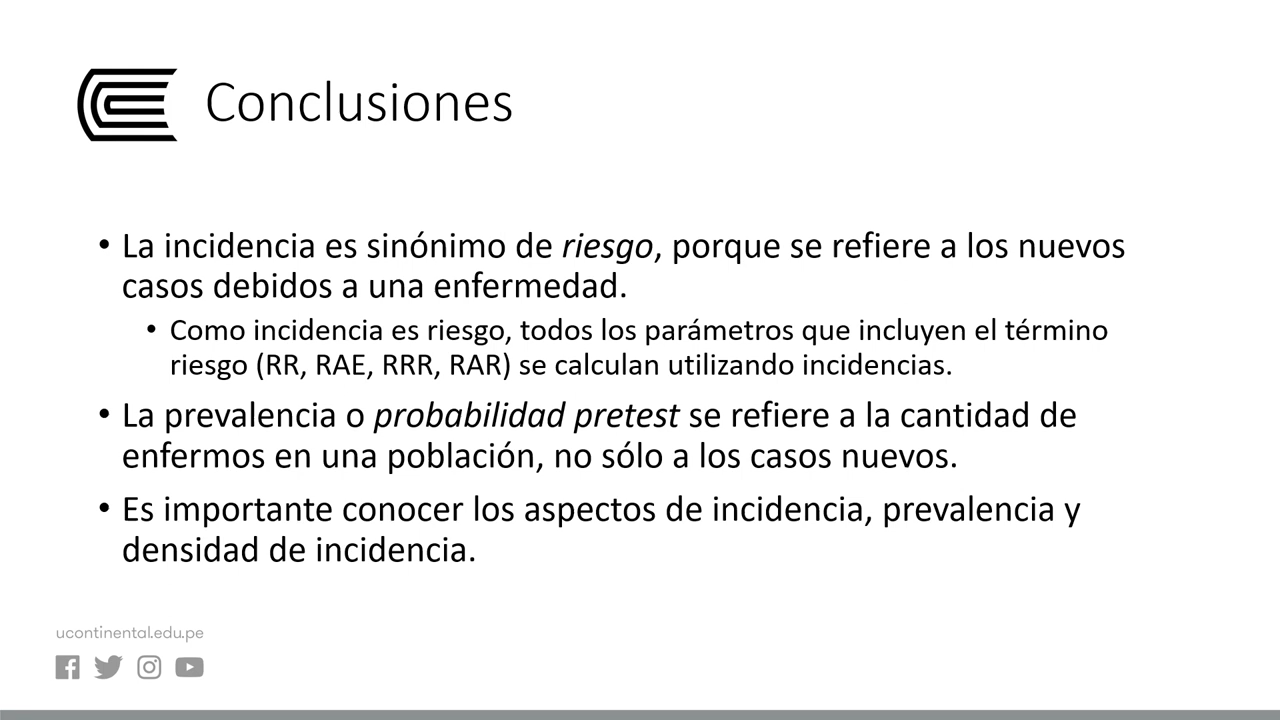 Conclusiones
• La incidencia es sinónimo de riesgo, porque se refiere a los nuevos
casos debidos a una enfermedad.
• Como incidencia es riesgo, todos los parámetros que incluyen el término
riesgo (RR, RAE, RRR, RAR) se calculan utilizando incidencias.
• La prevalencia o probabilidad pretest se refiere a la cantidad de
enfermos en una población, no sólo a los casos nuevos.
• Es importante conocer los aspectos de incidencia, prevalencia y
densidad de incidencia.
ucontinental.edu.pe